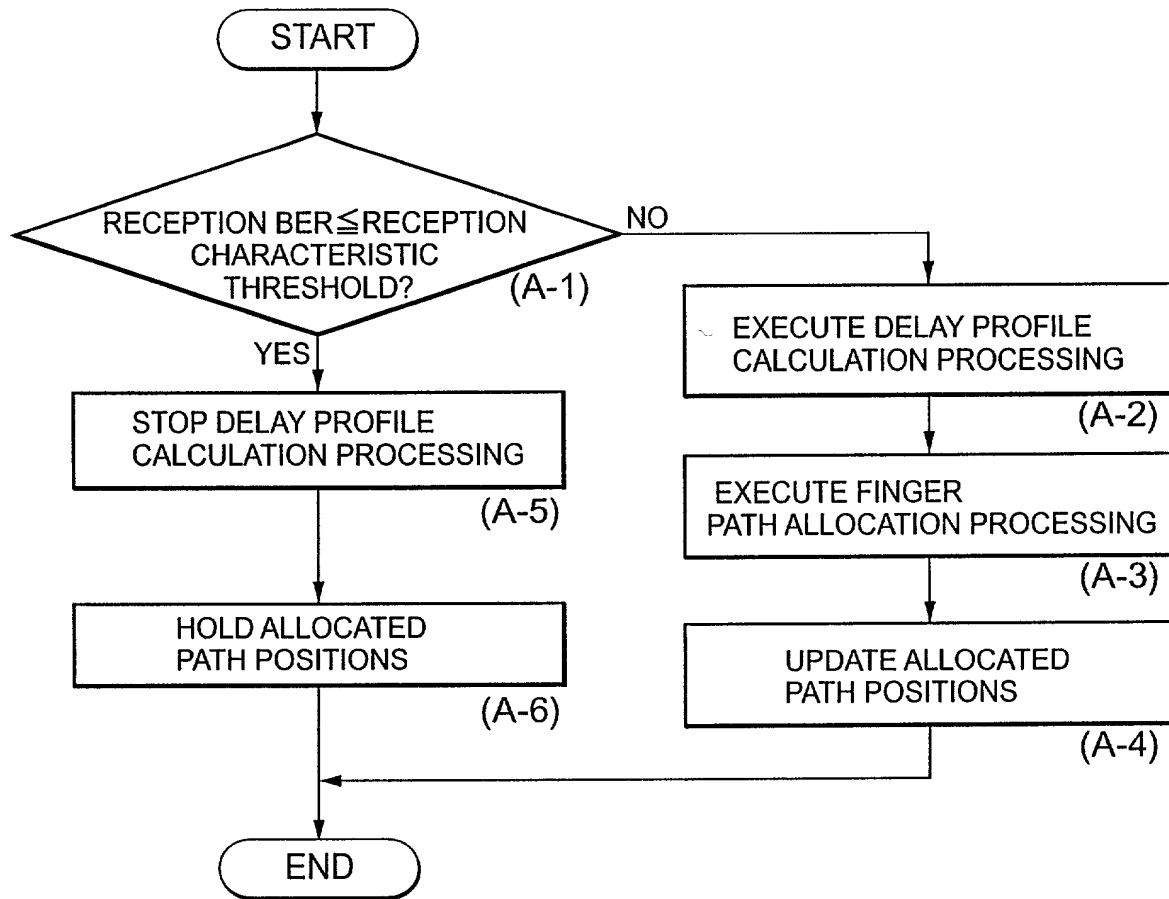 START
RECEPTION BER≦RECEPTION
CHARACTERISTIC
THRESHOLD?
(A-1)
NO
YES
EXECUTE DELAY PROFILE
CALCULATION PROCESSING
(A-2)
STOP DELAY PROFILE
CALCULATION PROCESSING
(A-5)
EXECUTE FINGER
PATH ALLOCATION PROCESSING
(A-3)
HOLD ALLOCATED
PATH POSITIONS
(A-6)
UPDATE ALLOCATED
PATH POSITIONS
(A-4)
END